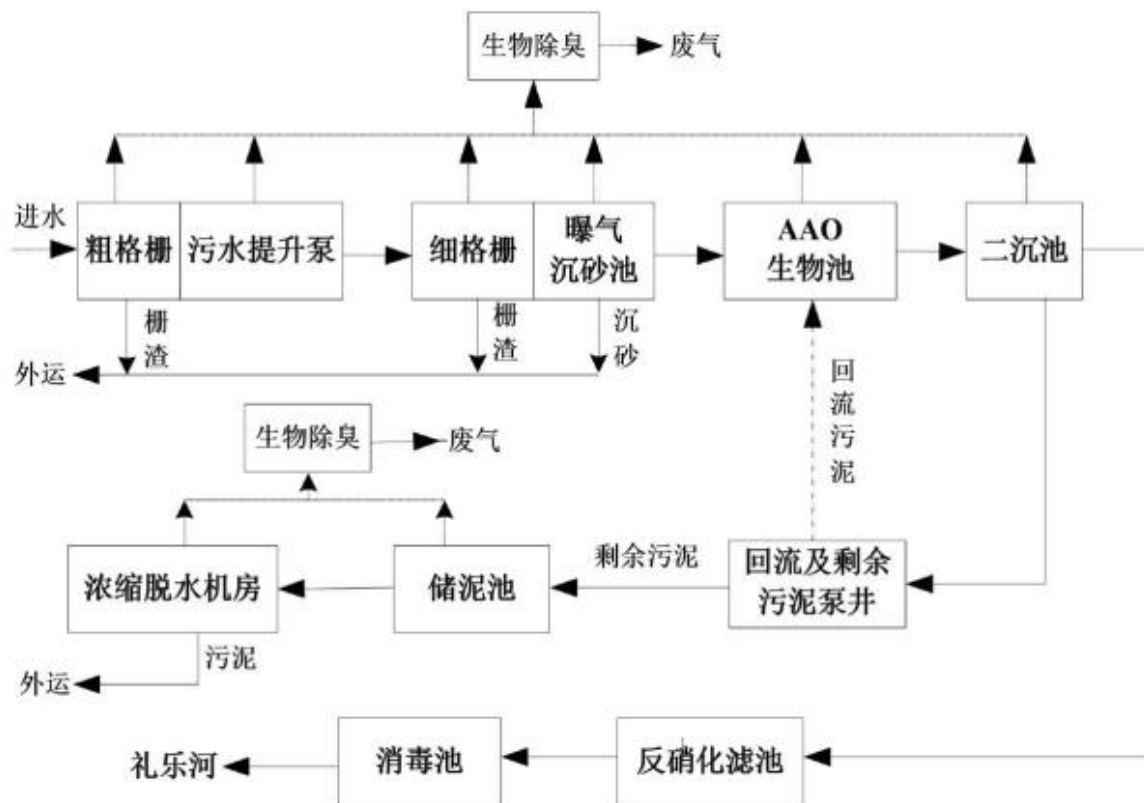 生物除臭
废气
进水
粗格栅
污水提升泵
细格栅
曝气
沉砂池
AAO
生物池
二沉池
栅渣
栅渣
沉砂
外运
回流污泥
生物除臭
废气
浓缩脱水机房
储泥池
剩余污泥
回流及剩余
污泥泵井
污泥
外运
礼乐河
消毒池
反硝化滤池